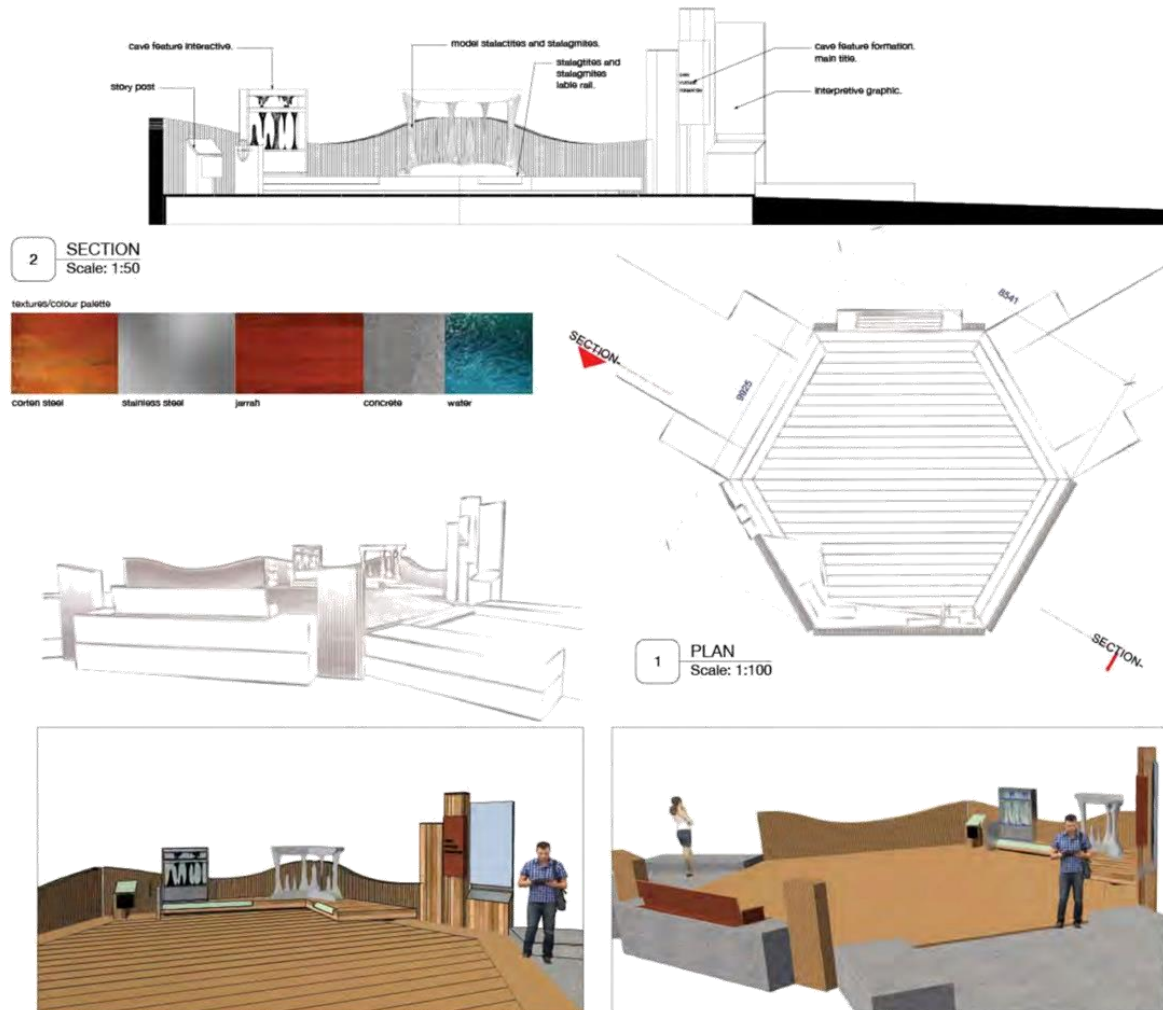 cave feature interactive.
model stalactites and stalagmites.
cave feature formation.
main title.
story post
stalagtites and
stalagmites
lable rail.
interpretive graphic.
2
SECTION
Scale: 1:50
textures/colour palette
corten steel
stainless steel
jarrah
concrete
water
SECTION-
9925
8541
SECTION-
1
PLAN
Scale: 1:100